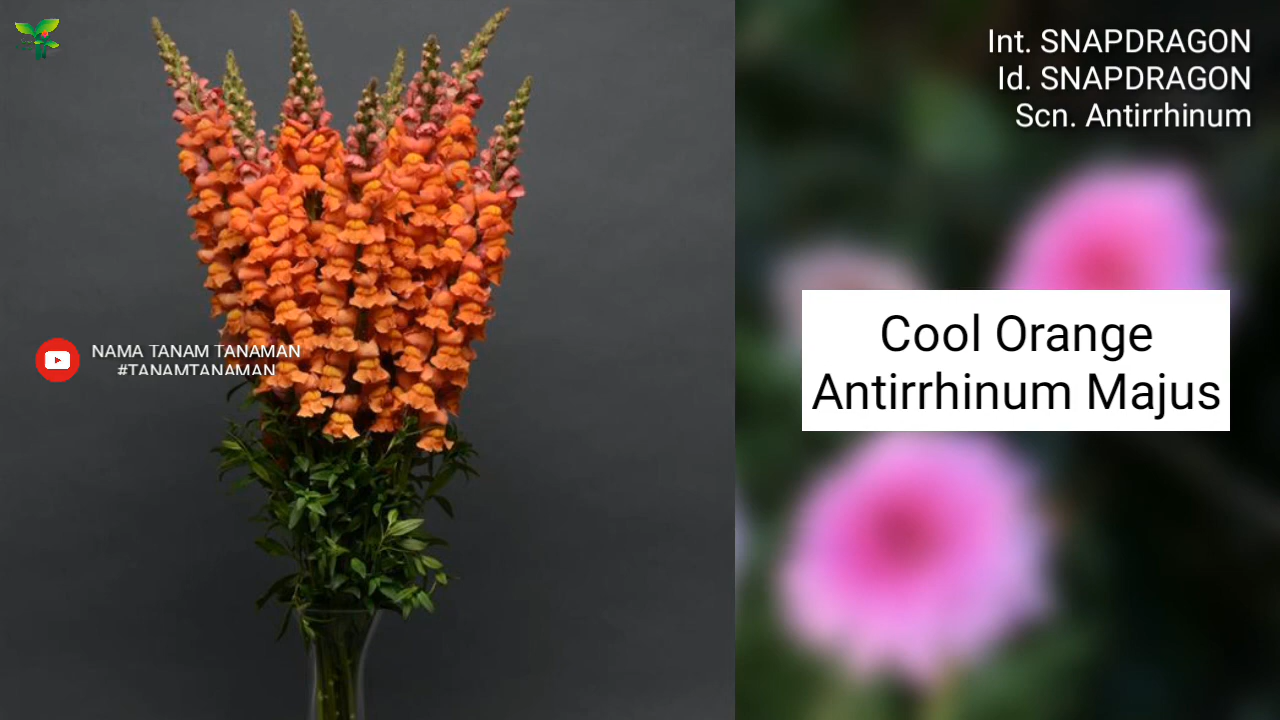 Int. SNAPDRAGON
Id. SNAPDRAGON
Scn. Antirrhinum
NAMA TANAM TANAMAN
#TANAMTANAMAN
Cool Orange
Antirrhinum Majus